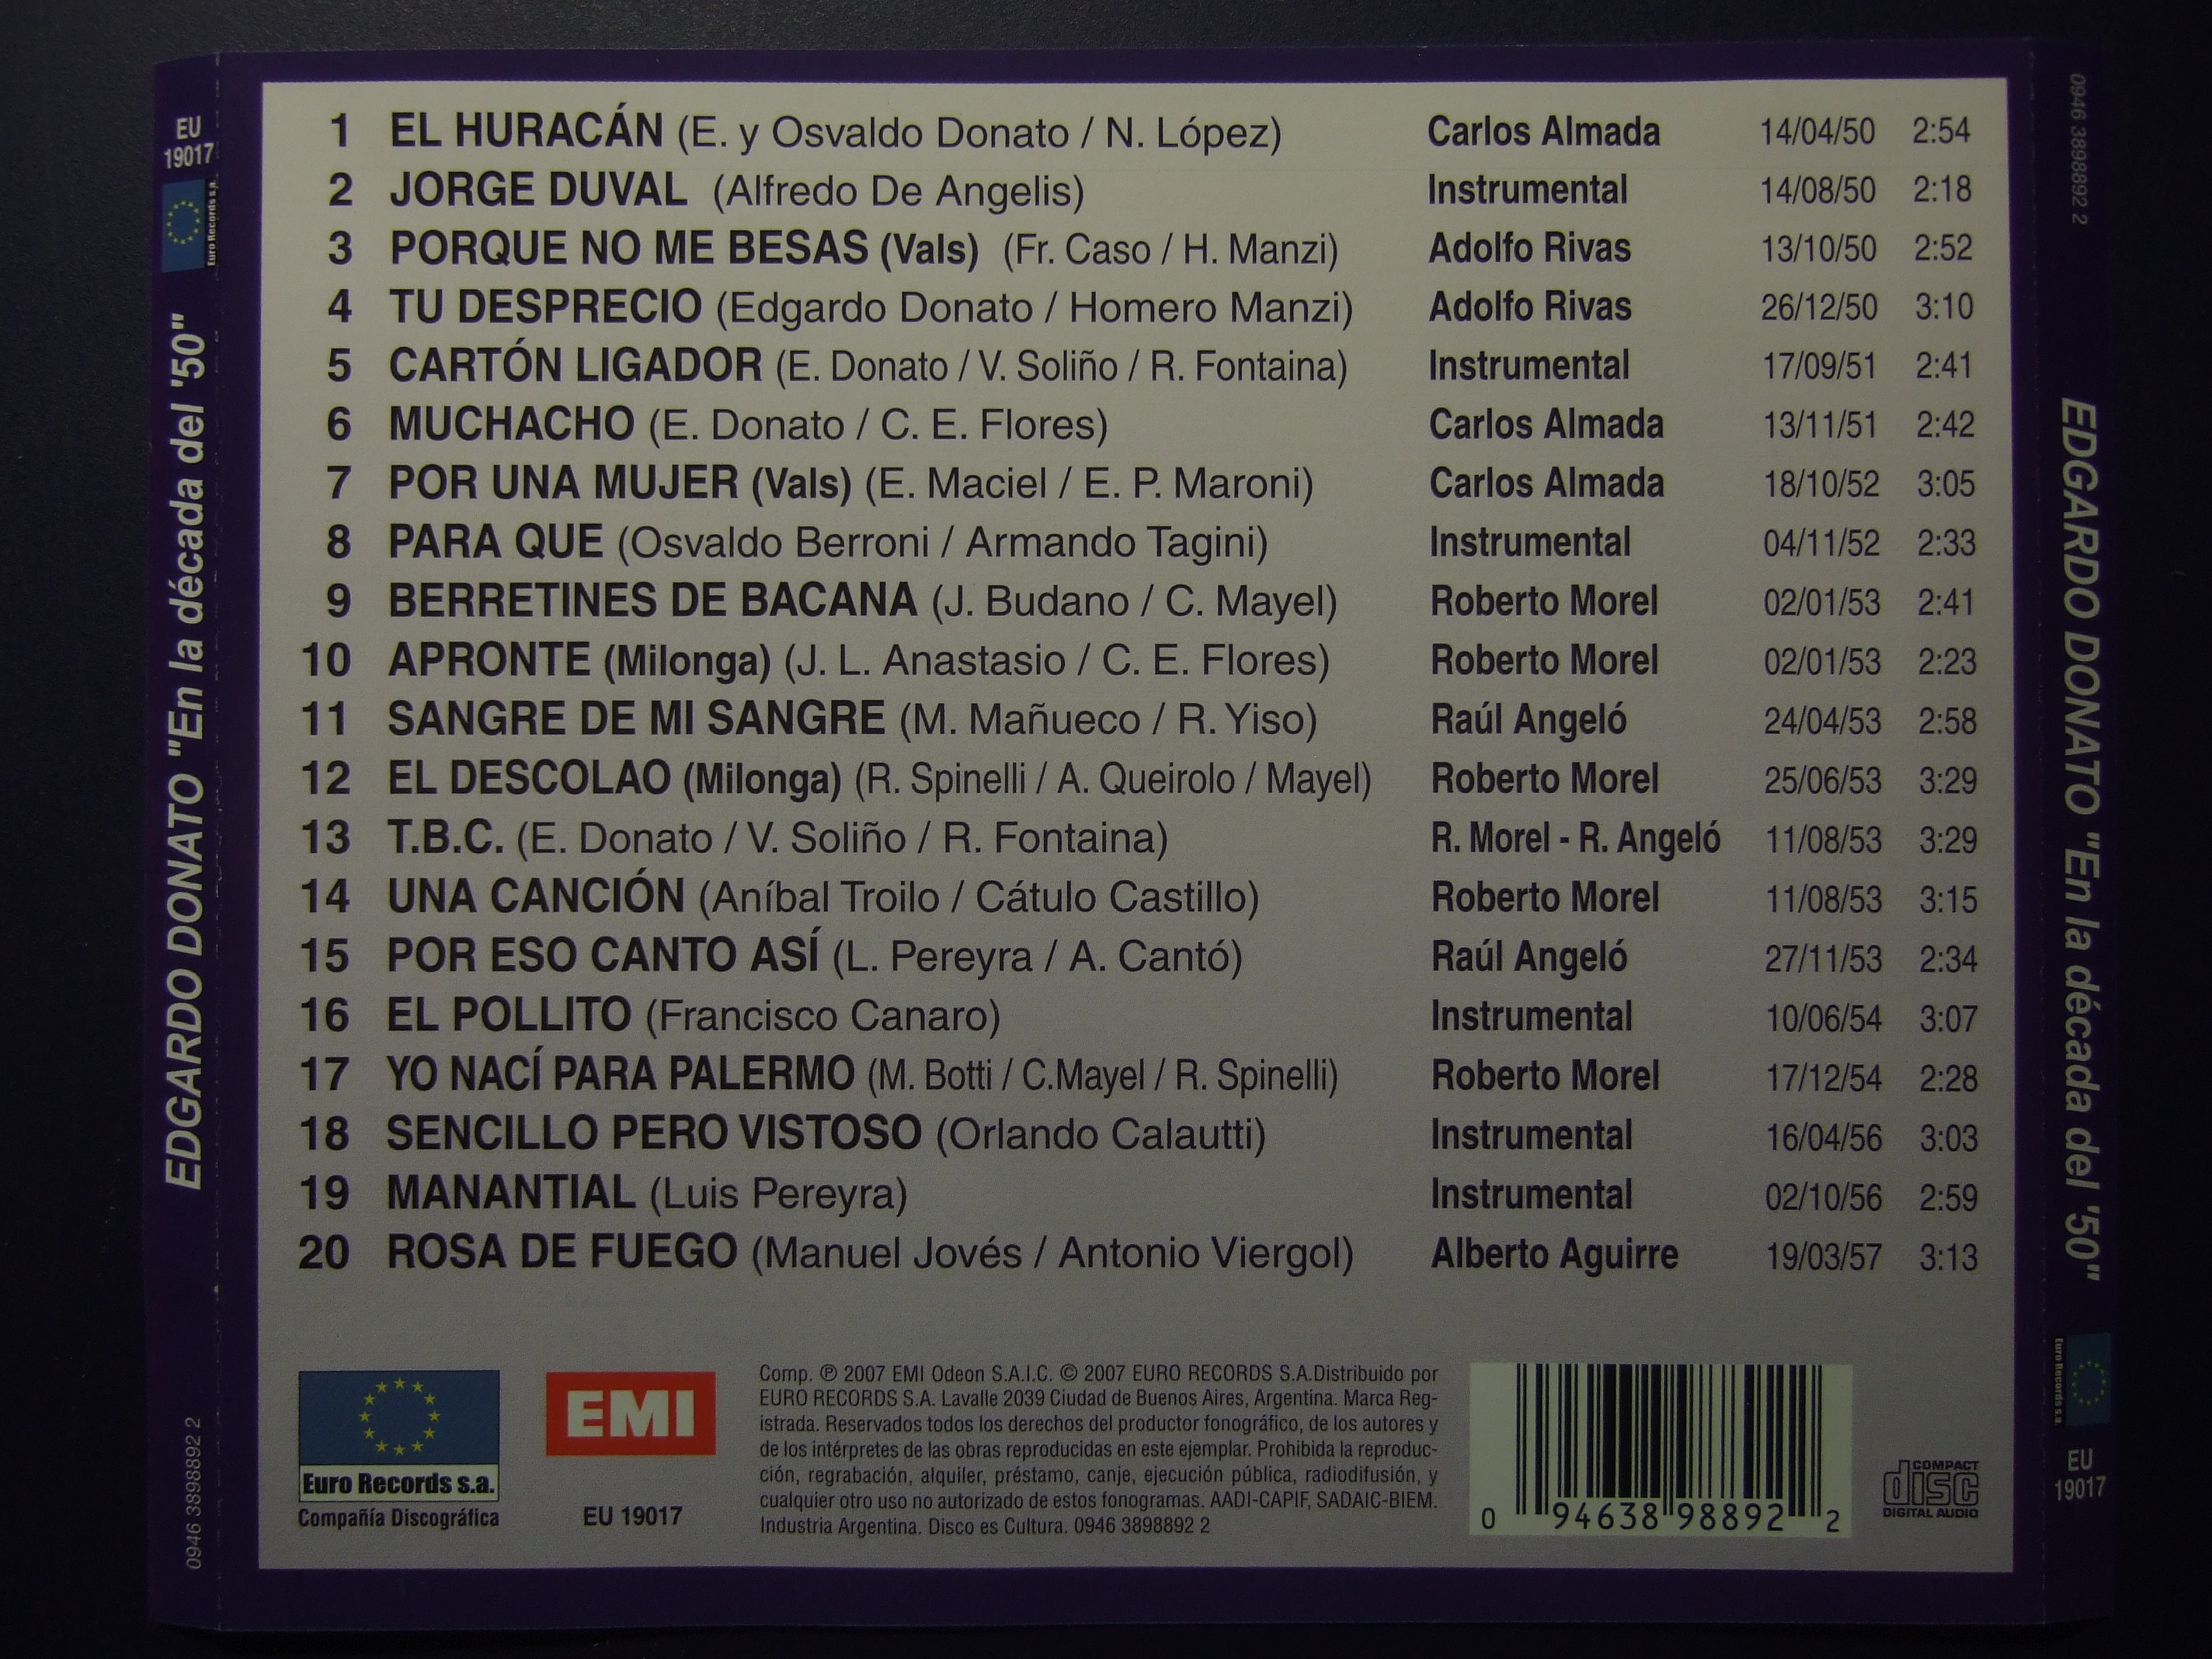 EU
19017
Euro Records s.a.
EDGARDO DONATO "En la década del '50"
0946 3898892 2
1 EL HURACÁN (E. y Osvaldo Donato / N. López) Carlos Almada 14/04/50 2:54
2 JORGE DUVAL (Alfredo De Angelis) Instrumental 14/08/50 2:18
3 PORQUE NO ME BESAS (Vals) (Fr. Caso / H. Manzi) Adolfo Rivas 13/10/50 2:52
4 TU DESPRECIO (Edgardo Donato / Homero Manzi) Adolfo Rivas 26/12/50 3:10
5 CARTÓN LIGADOR (E. Donato / V. Soliño / R. Fontaina) Instrumental 17/09/51 2:41
6 MUCHACHO (E. Donato / C. E. Flores) Carlos Almada 13/11/51 2:42
7 POR UNA MUJER (Vals) (E. Maciel / E. P. Maroni) Carlos Almada 18/10/52 3:05
8 PARA QUE (Osvaldo Berroni / Armando Tagini) Instrumental 04/11/52 2:33
9 BERRETINES DE BACANA (J. Budano / C. Mayel) Roberto Morel 02/01/53 2:41
10 APRONTE (Milonga) (J. L. Anastasio / C. E. Flores) Roberto Morel 02/01/53 2:23
11 SANGRE DE MI SANGRE (M. Mañueco / R. Yiso) Raúl Angeló 24/04/53 2:58
12 EL DESCOLAO (Milonga) (R. Spinelli / A. Queirolo / Mayel) Roberto Morel 25/06/53 3:29
13 T.B.C. (E. Donato / V. Soliño / R. Fontaina) R. Morel - R. Angeló 11/08/53 3:29
14 UNA CANCIÓN (Aníbal Troilo / Cátulo Castillo) Roberto Morel 11/08/53 3:15
15 POR ESO CANTO ASÍ (L. Pereyra / A. Cantó) Raúl Angeló 27/11/53 2:34
16 EL POLLITO (Francisco Canaro) Instrumental 10/06/54 3:07
17 YO NACÍ PARA PALERMO (M. Botti / C.Mayel / R. Spinelli) Roberto Morel 17/12/54 2:28
18 SENCILLO PERO VISTOSO (Orlando Calautti) Instrumental 16/04/56 3:03
19 MANANTIAL (Luis Pereyra) Instrumental 02/10/56 2:59
20 ROSA DE FUEGO (Manuel Jovés / Antonio Viergol) Alberto Aguirre 19/03/57 3:13
Euro Records s.a.
Compañía Discográfica
EMI
EU 19017
Comp. ℗ 2007 EMI Odeon S.A.I.C. © 2007 EURO RECORDS S.A.Distribuido por
EURO RECORDS S.A. Lavalle 2039 Ciudad de Buenos Aires, Argentina. Marca Reg-
istrada. Reservados todos los derechos del productor fonográfico, de los autores y
de los intérpretes de las obras reproducidas en este ejemplar. Prohibida la reproduc-
ción, regrabación, alquiler, préstamo, canje, ejecución pública, radiodifusión, y
cualquier otro uso no autorizado de estos fonogramas. AADI-CAPIF, SADAIC-BIEM.
Industria Argentina. Disco es Cultura. 0946 3898892 2
0 94638 98892 2
COMPACT
disc
DIGITAL AUDIO
0946 3898892 2
EDGARDO DONATO "En la década del '50"
Euro Records s.a.
EU
19017